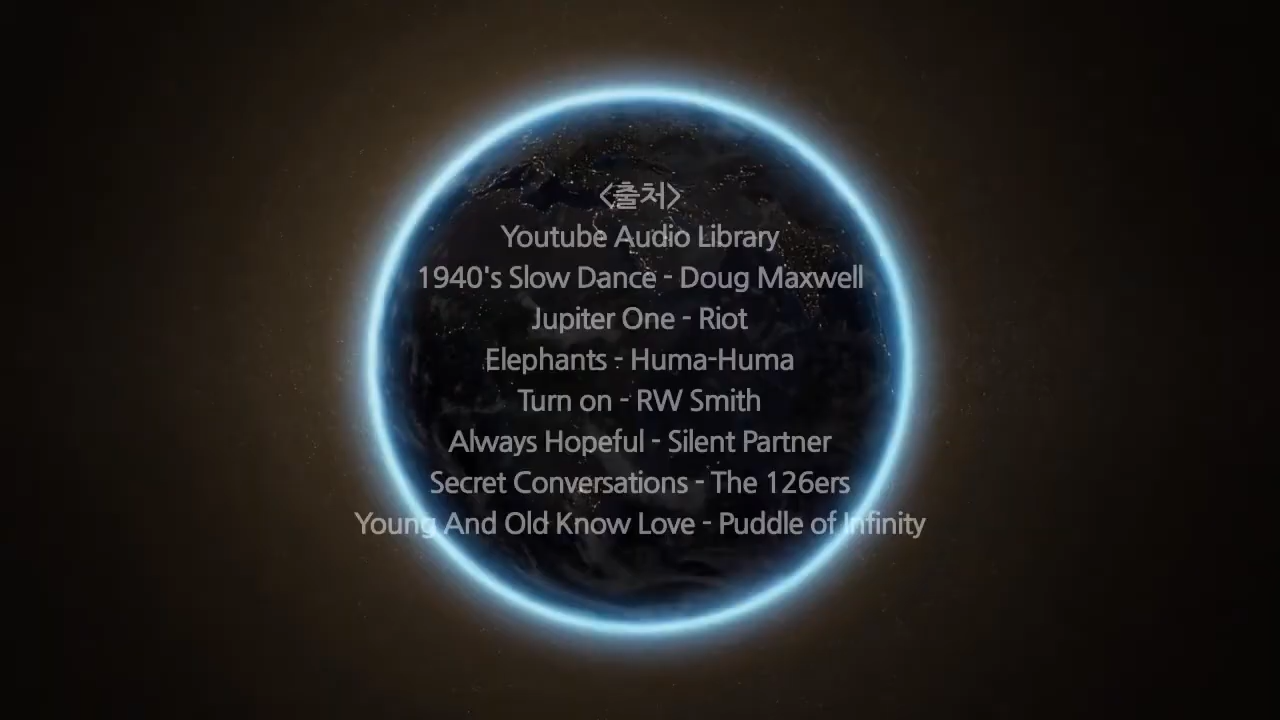 <출처>
Youtube Audio Library
1940's Slow Dance - Doug Maxwell
Jupiter One - Riot
Elephants - Huma-Huma
Turn on - RW Smith
Always Hopeful - Silent Partner
Secret Conversations - The 126ers
Young And Old Know Love - Puddle of Infinity